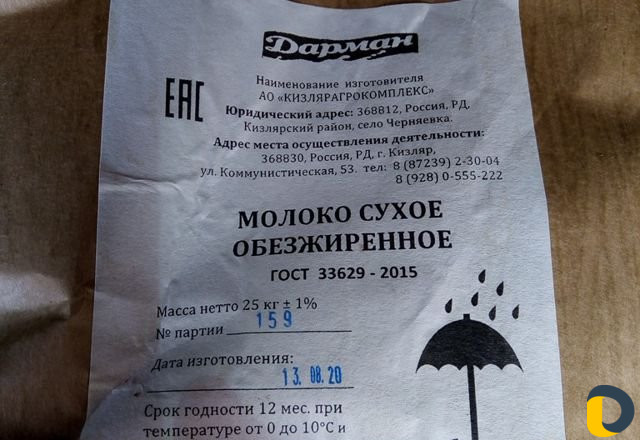 Дарман
ЕАС
Наименование изготовителя
АО «КИЗЛЯРАГРОКОМПЛЕКС»
Юридический адрес: 368812, Россия, РД,
Кизлярский район, село Черняевка.
Адрес места осуществления деятельности:
368830, Россия, РД, г. Кизляр,
ул. Коммунистическая, 53. тел: 8 (87239) 2-30-04
8 (928) 0-555-222
МОЛОКО СУХОЕ
ОБЕЗЖИРЕННОЕ
ГОСТ 33629 - 2015
Масса нетто 25 кг ± 1%
№ партии 159
Дата изготовления:
13. 08. 20
Срок годности 12 мес. при
температуре от 0 до 10°С и